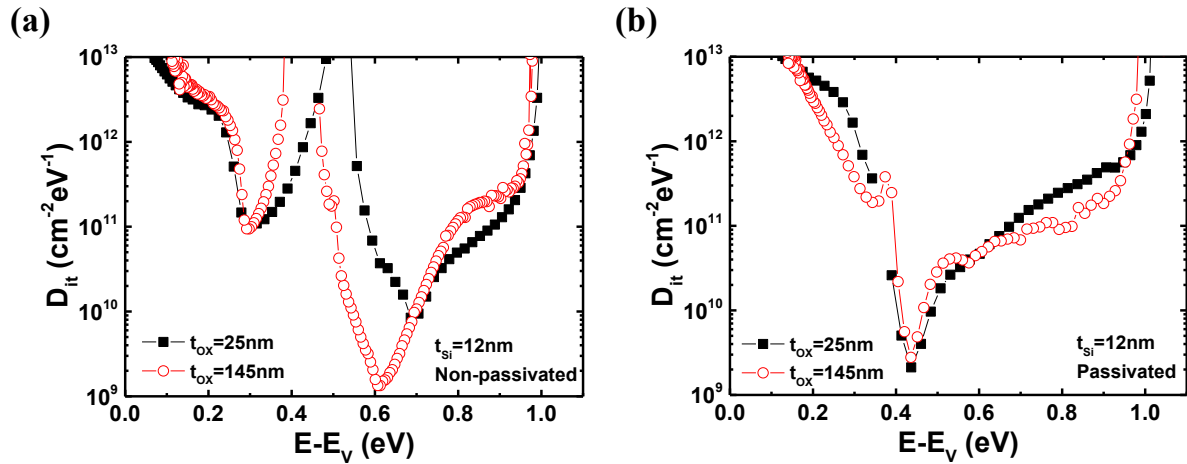 (a)
10^13
10^12
10^11
10^10
10^9
D_it (cm^-2eV^-1)
t_OX=25nm
t_OX=145nm
t_Si=12nm
Non-passivated
0.0 0.2 0.4 0.6 0.8 1.0
E-E_V (eV)
(b)
10^13
10^12
10^11
10^10
10^9
D_it (cm^-2eV^-1)
t_OX=25nm
t_OX=145nm
t_Si=12nm
Passivated
0.0 0.2 0.4 0.6 0.8 1.0
E-E_V (eV)